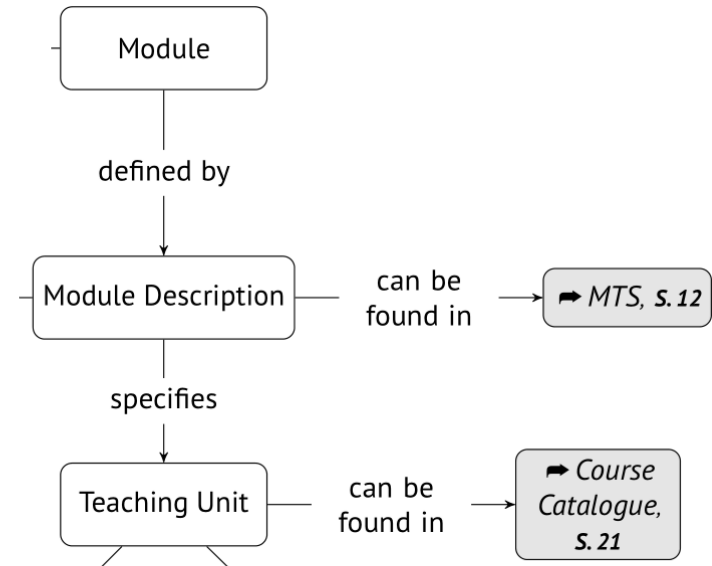 Module
defined by
Module Description
can be
found in
➦ MTS, S. 12
specifies
Teaching Unit
can be
found in
➦ Course
Catalogue,
S. 21